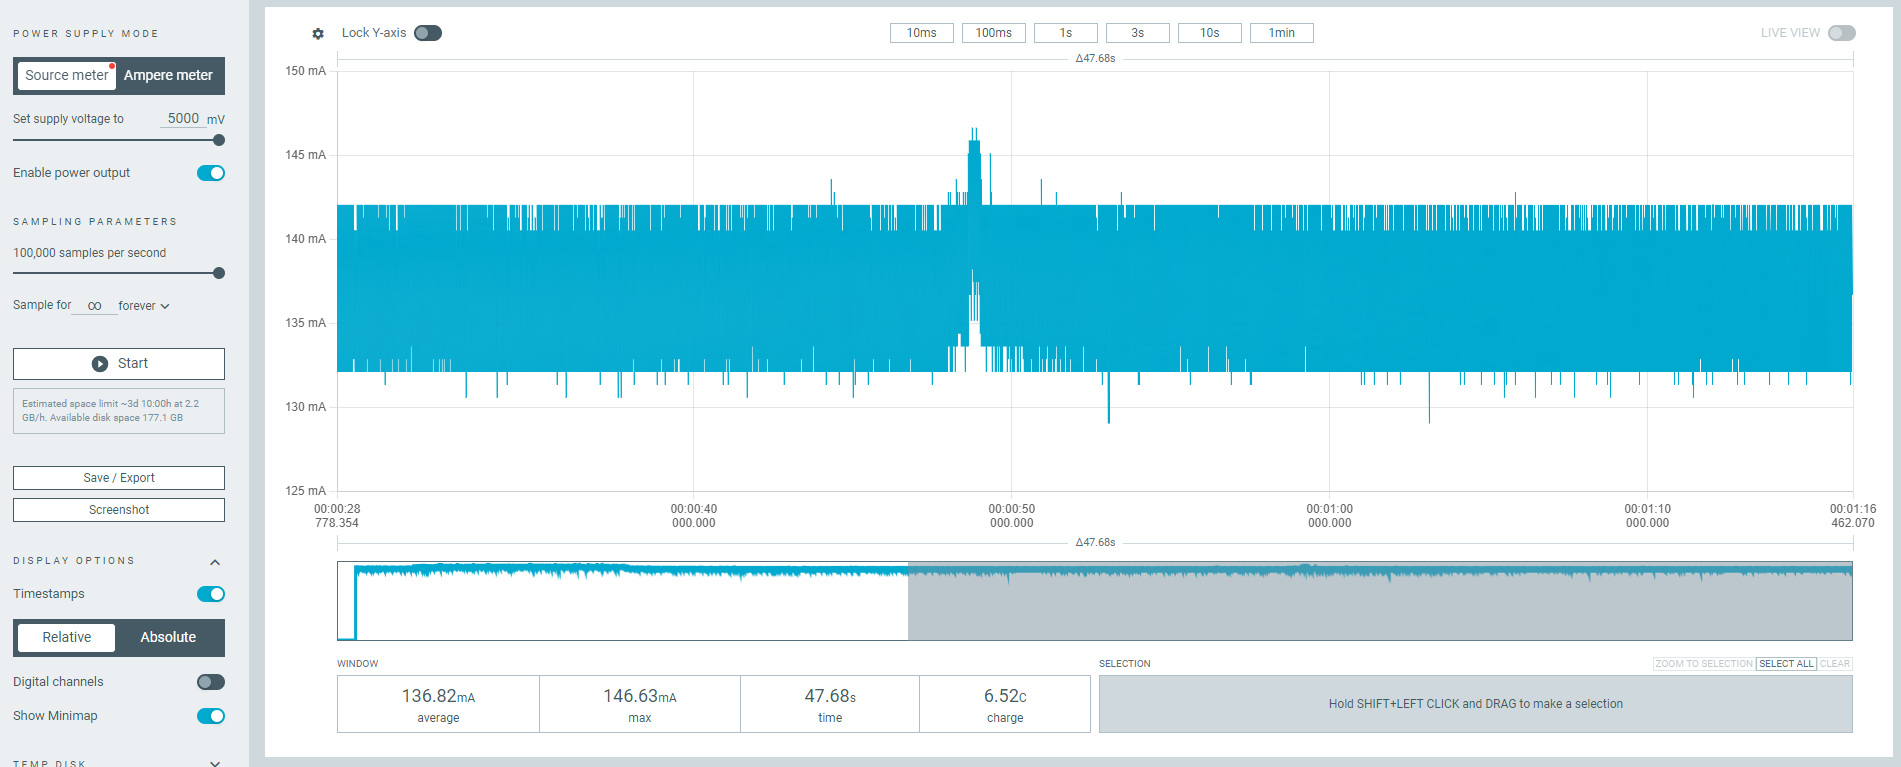 POWER SUPPLY MODE
Source meter Ampere meter
Set supply voltage to 5000 mV
Enable power output
SAMPLING PARAMETERS
100,000 samples per second
Sample for ∞ forever
Start
Estimated space limit ~3d 10:00h at 2.2
GB/h. Available disk space 177.1 GB
Save / Export
Screenshot
DISPLAY OPTIONS
Timestamps
Relative Absolute
Digital channels
Show Minimap
TEMP DISK
Lock Y-axis 10ms 100ms 1s 3s 10s 1min LIVE VIEW
Δ47.68s
150 mA
145 mA
140 mA
135 mA
130 mA
125 mA
00:00:28 00:00:40 00:00:50 00:01:00 00:01:10 00:01:16
778.354 000.000 000.000 000.000 000.000 462.070
Δ47.68s
WINDOW SELECTION ZOOM TO SELECTION SELECT ALL CLEAR
136.82mA 146.63mA 47.68s 6.52C
average max time charge
Hold SHIFT+LEFT CLICK and DRAG to make a selection